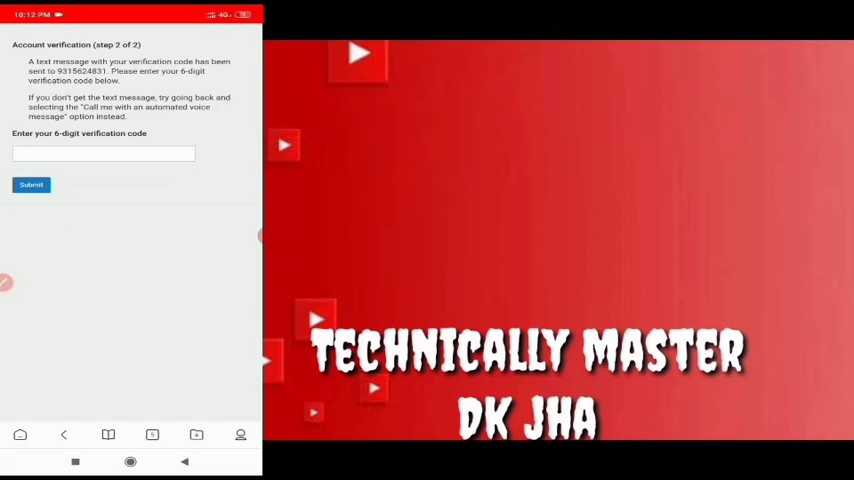 10:12 PM
4G
Account verification (step 2 of 2)
A text message with your verification code has been
sent to 9315624831. Please enter your 6-digit
verification code below.
If you don't get the text message, try going back and
selecting the "Call me with an automated voice
message" option instead.
Enter your 6-digit verification code
Submit
5
TECHNICALLY MASTER
DK JHA